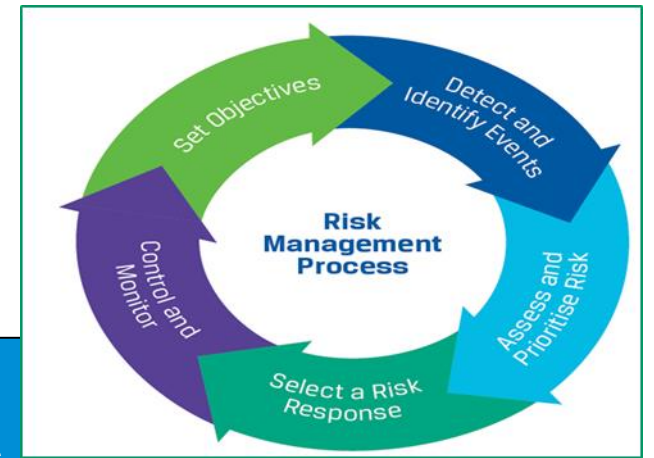 Set Objectives
Detect and
Identify Events
Risk
Management
Process
Assess and
Prioritise Risk
Control and
Monitor
Select a Risk
Response